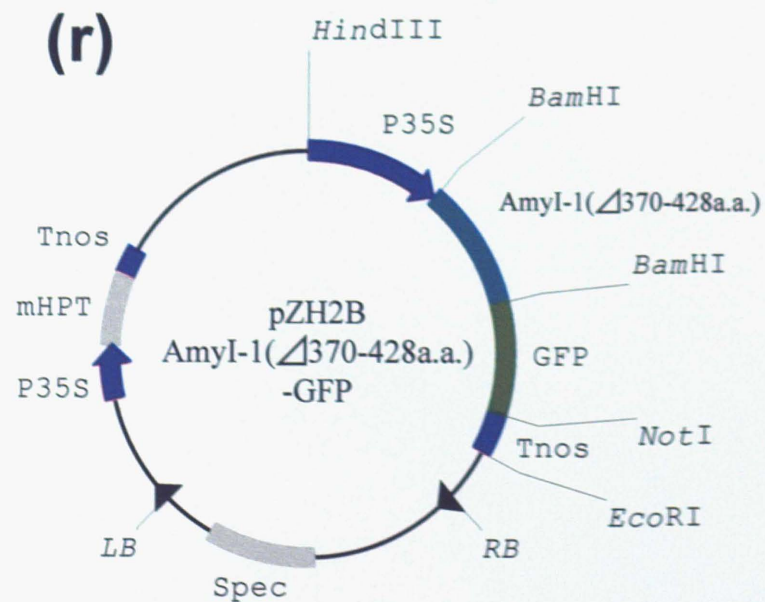 (r)
HindIII
P35S
BamHI
AmyI-1(⊿370-428a.a.)
BamHI
GFP
NotI
Tnos
EcoRI
RB
Spec
LB
P35S
mHPT
Tnos
pZH2B
AmyI-1(⊿370-428a.a.)
-GFP